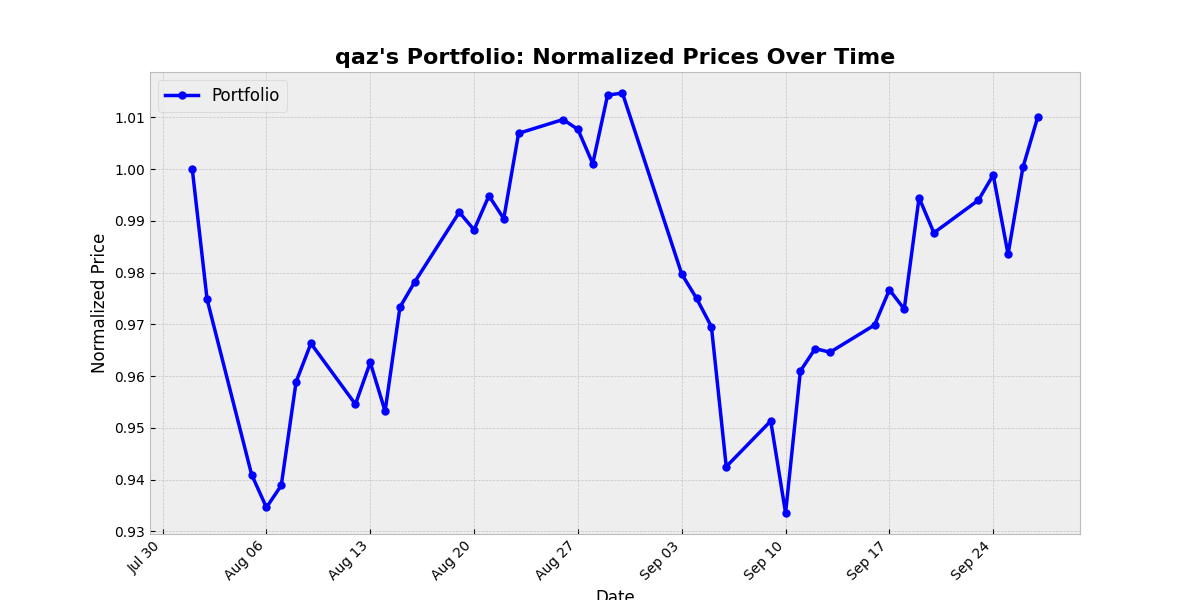 qaz's Portfolio: Normalized Prices Over Time
Portfolio
Normalized Price
1.01
1.00
0.99
0.98
0.97
0.96
0.95
0.94
0.93
Jul 30
Aug 06
Aug 13
Aug 20
Aug 27
Sep 03
Sep 10
Sep 17
Sep 24
Date